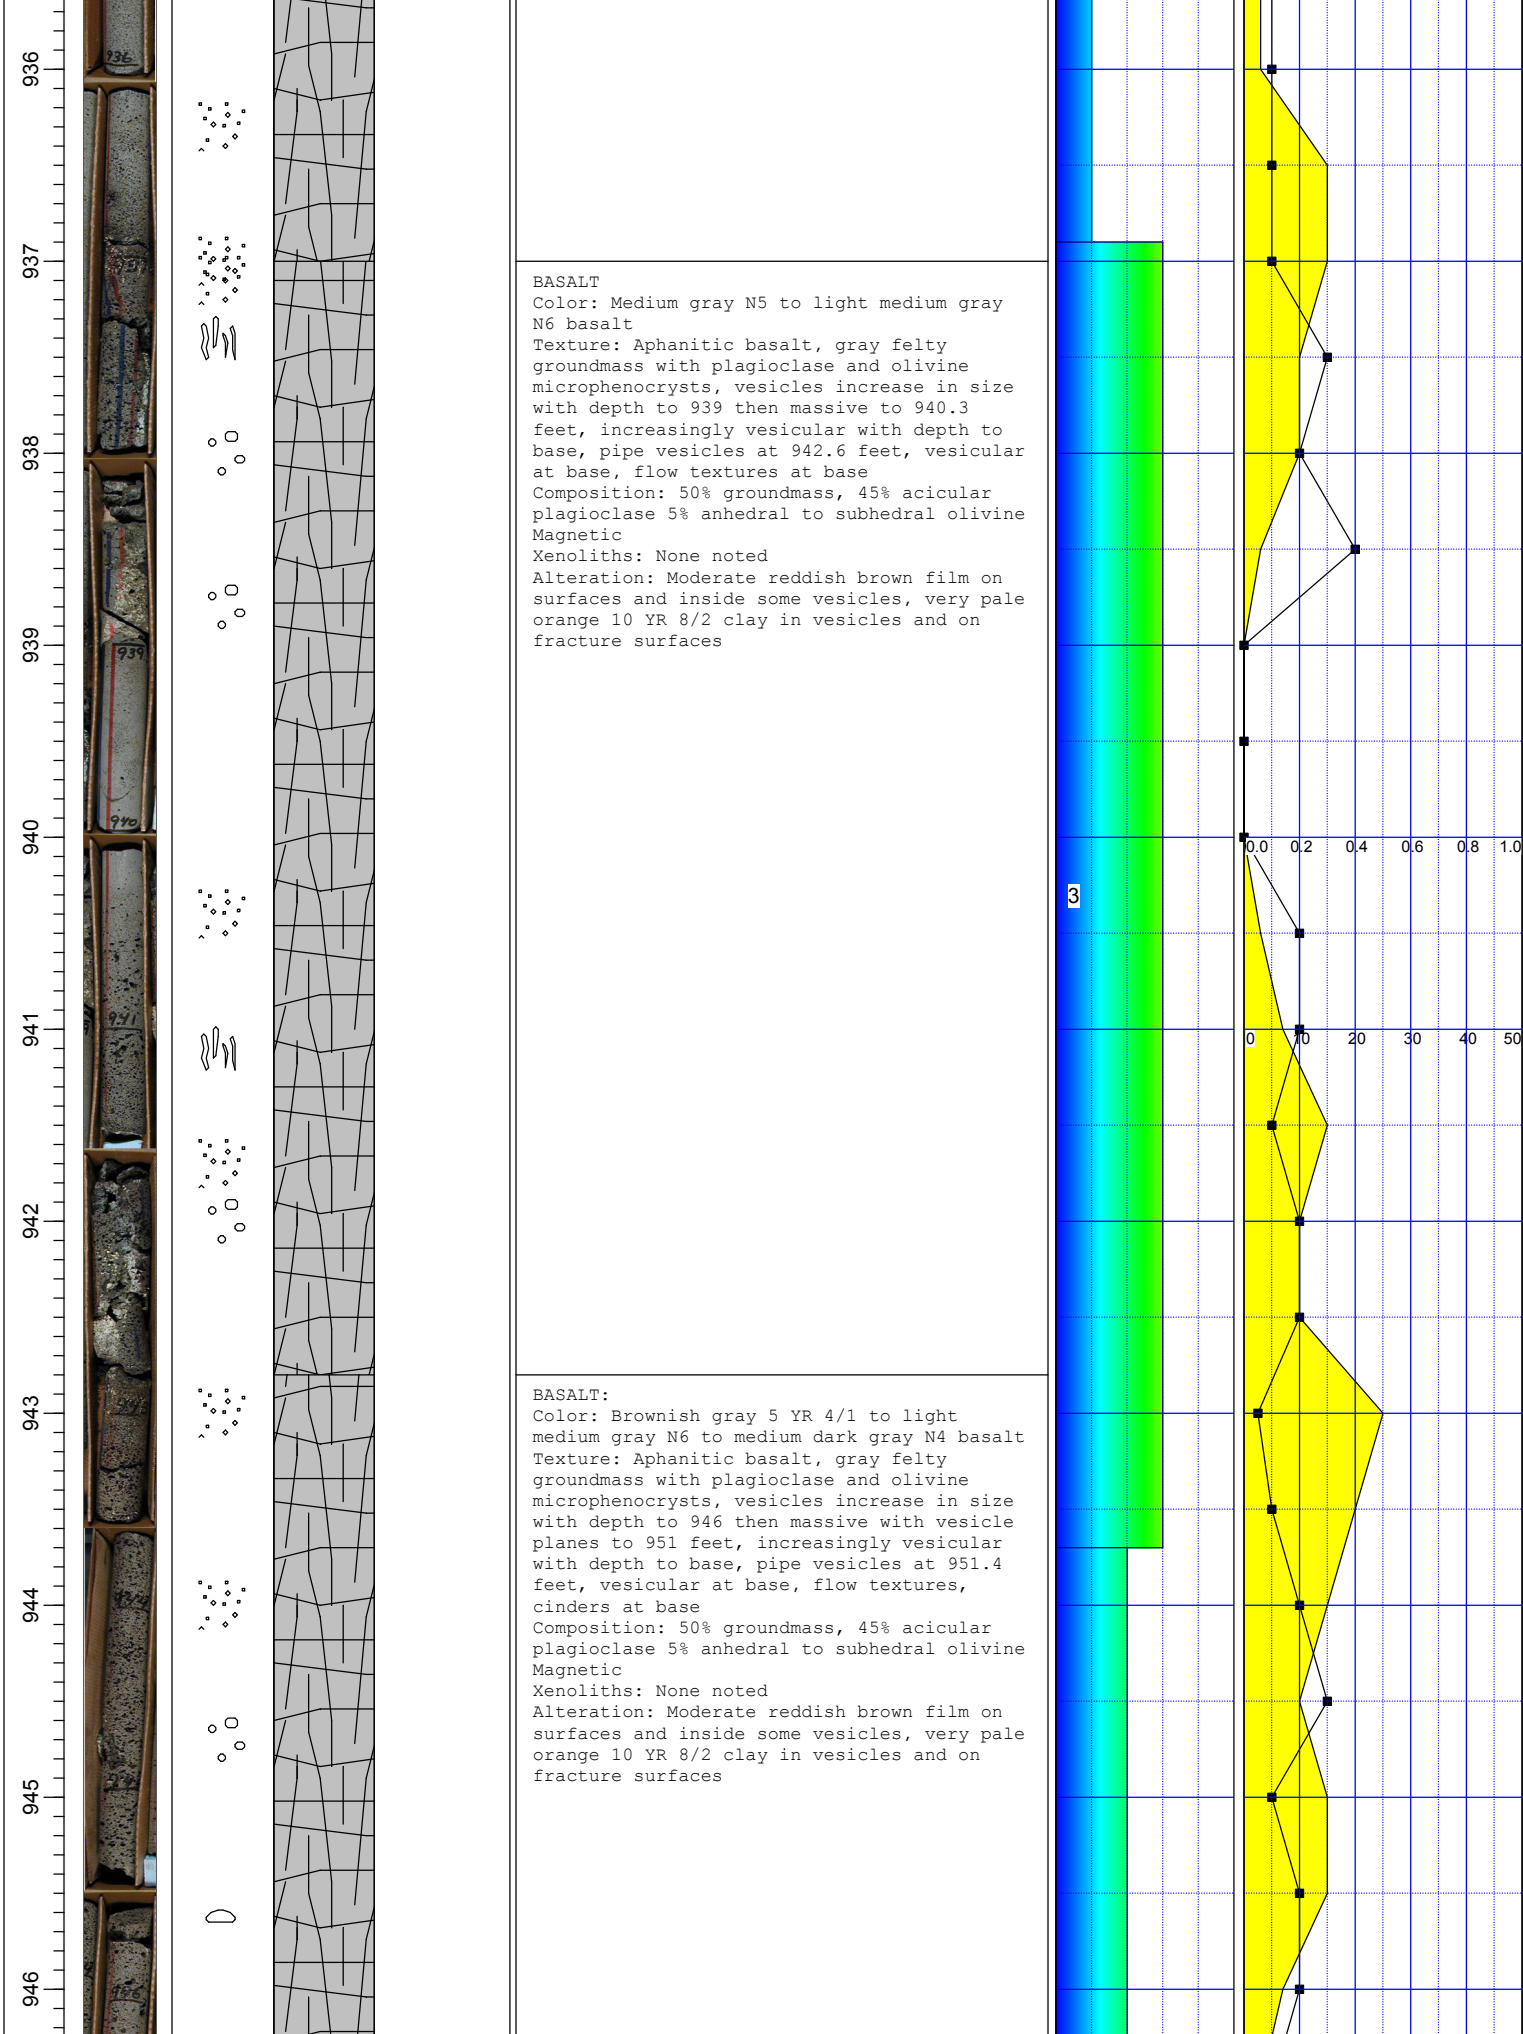 936
937
938
939
940
941
942
943
944
945
946
936
939
940
941
BASALT
Color: Medium gray N5 to light medium gray
N6 basalt
Texture: Aphanitic basalt, gray felty
groundmass with plagioclase and olivine
microphenocrysts, vesicles increase in size
with depth to 939 then massive to 940.3
feet, increasingly vesicular with depth to
base, pipe vesicles at 942.6 feet, vesicular
at base, flow textures at base
Composition: 50% groundmass, 45% acicular
plagioclase 5% anhedral to subhedral olivine
Magnetic
Xenoliths: None noted
Alteration: Moderate reddish brown film on
surfaces and inside some vesicles, very pale
orange 10 YR 8/2 clay in vesicles and on
fracture surfaces
BASALT:
Color: Brownish gray 5 YR 4/1 to light
medium gray N6 to medium dark gray N4 basalt
Texture: Aphanitic basalt, gray felty
groundmass with plagioclase and olivine
microphenocrysts, vesicles increase in size
with depth to 946 then massive with vesicle
planes to 951 feet, increasingly vesicular
with depth to base, pipe vesicles at 951.4
feet, vesicular at base, flow textures,
cinders at base
Composition: 50% groundmass, 45% acicular
plagioclase 5% anhedral to subhedral olivine
Magnetic
Xenoliths: None noted
Alteration: Moderate reddish brown film on
surfaces and inside some vesicles, very pale
orange 10 YR 8/2 clay in vesicles and on
fracture surfaces
3
0.0 0.2 0.4 0.6 0.8 1.0
0 10 20 30 40 50